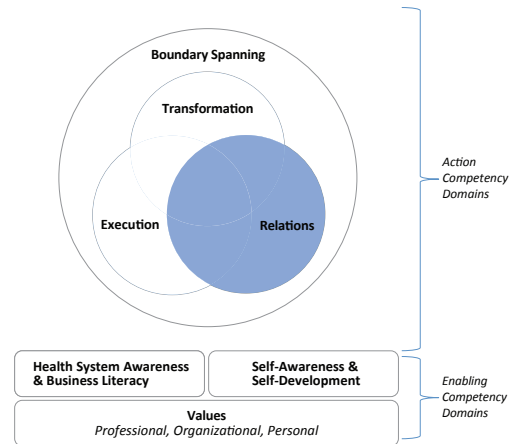 Boundary Spanning
Transformation
Execution
Relations
Action
Competency
Domains
Health System Awareness
& Business Literacy
Self-Awareness &
Self-Development
Values
Professional, Organizational, Personal
Enabling
Competency
Domains